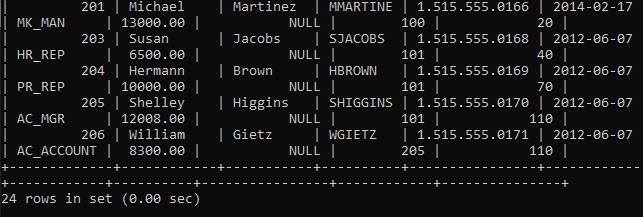 | 201 | Michael | Martinez | MMARTINE | 1.515.555.0166 | 2014-02-17
| MK_MAN | 13000.00 | NULL | 100 | 20 |
| 203 | Susan | Jacobs | SJACOBS | 1.515.555.0168 | 2012-06-07
| HR_REP | 6500.00 | NULL | 101 | 40 |
| 204 | Hermann | Brown | HBROWN | 1.515.555.0169 | 2012-06-07
| PR_REP | 10000.00 | NULL | 101 | 70 |
| 205 | Shelley | Higgins | SHIGGINS | 1.515.555.0170 | 2012-06-07
| AC_MGR | 12008.00 | NULL | 101 | 110 |
| 206 | William | Gietz | WGIETZ | 1.515.555.0171 | 2012-06-07
| AC_ACCOUNT | 8300.00 | NULL | 205 | 110 |
+-------------+-------------+-----------+----------+----------------+------------
+------------+----------+----------------+------------+---------------+
24 rows in set (0.00 sec)